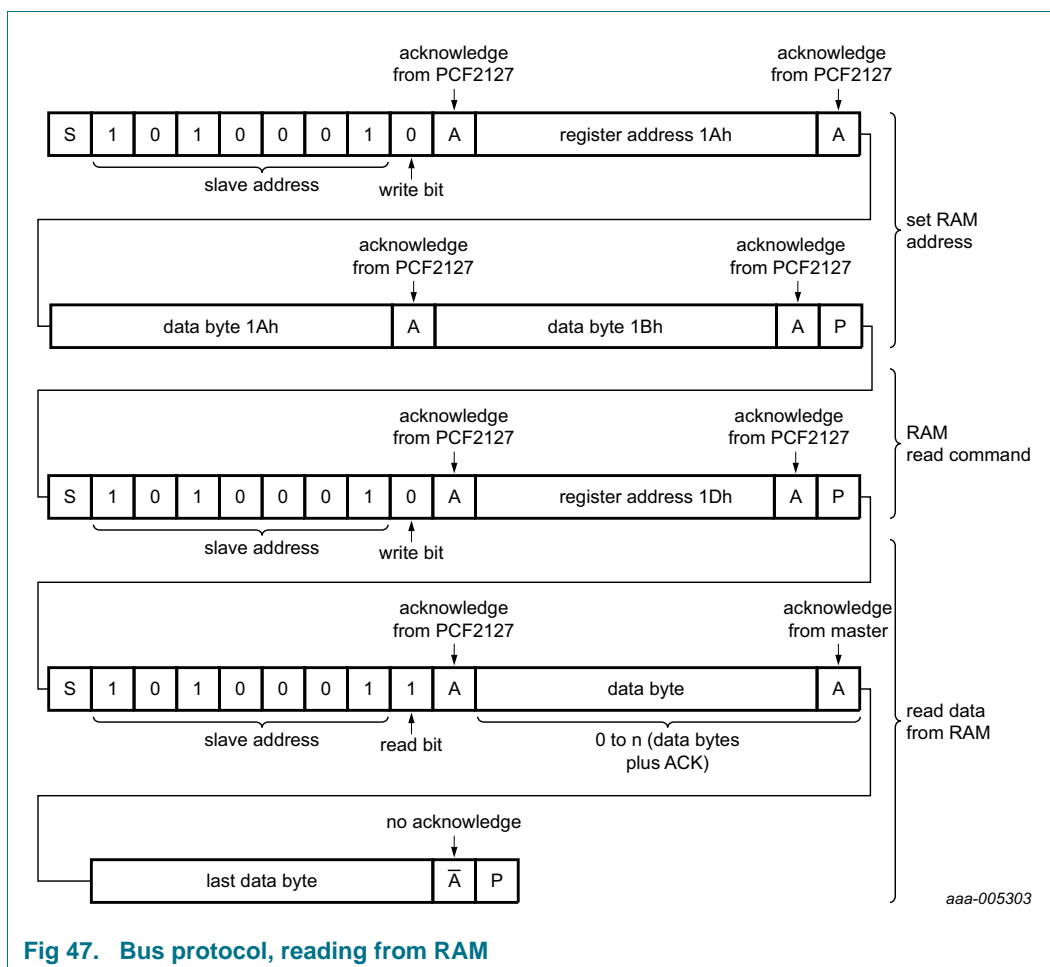 acknowledge
from PCF2127
acknowledge
from PCF2127
S 1 0 1 0 0 0 1 0 A register address 1Ah A
slave address
write bit
set RAM
address
acknowledge
from PCF2127
acknowledge
from PCF2127
data byte 1Ah A data byte 1Bh A P
acknowledge
from PCF2127
acknowledge
from PCF2127
RAM
read command
S 1 0 1 0 0 0 1 0 A register address 1Dh A P
slave address
write bit
acknowledge
from PCF2127
acknowledge
from master
S 1 0 1 0 0 0 1 1 A data byte A
slave address
read bit
0 to n (data bytes
plus ACK)
read data
from RAM
no acknowledge
last data byte A̅ P
aaa-005303
Fig 47. Bus protocol, reading from RAM